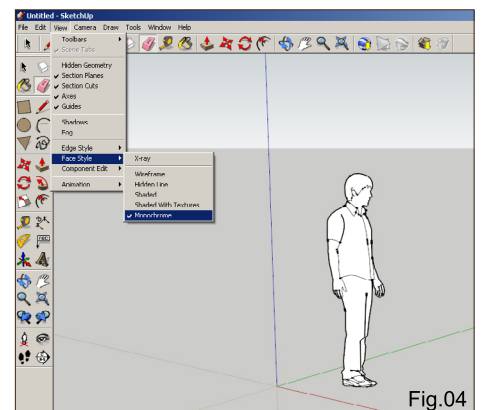 Untitled - SketchUp
File Edit View Camera Draw Tools Window Help
Toolbars
Scene Tabs
Hidden Geometry
Section Planes
Section Cuts
Axes
Guides
Shadows
Fog
Edge Style
Face Style
Component Edit
Animation
X-ray
Wireframe
Hidden Line
Shaded
Shaded With Textures
Monochrome
Fig.04